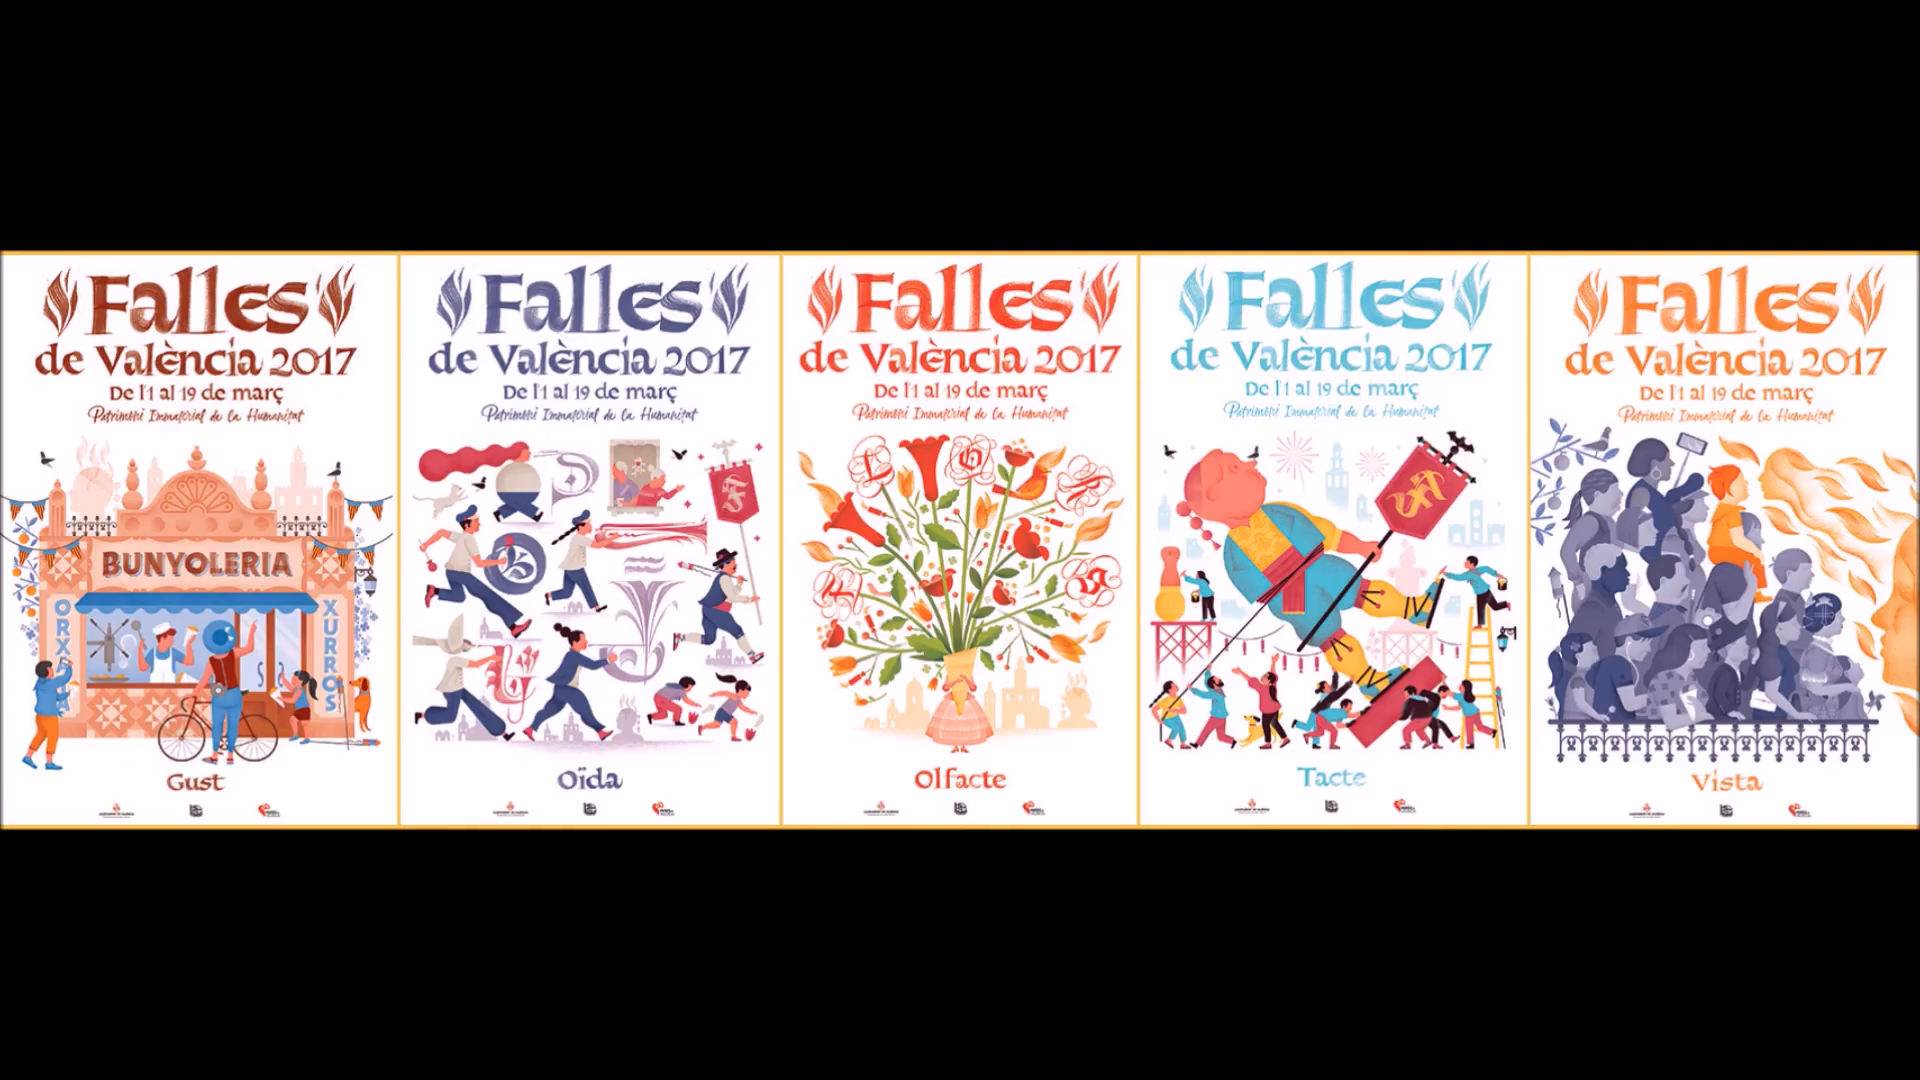 Falles
de València 2017
De l'1 al 19 de març
Patrimoni Immaterial de la Humanitat
BUNYOLERIA
ORXATA
XURROS
Gust
Falles
de València 2017
De l'1 al 19 de març
Patrimoni Immaterial de la Humanitat
F
Oïda
Falles
de València 2017
De l'1 al 19 de març
Patrimoni Immaterial de la Humanitat
Olfacte
Falles
de València 2017
De l'1 al 19 de març
Patrimoni Immaterial de la Humanitat
Tacte
Falles
de València 2017
De l'1 al 19 de març
Patrimoni Immaterial de la Humanitat
Vista